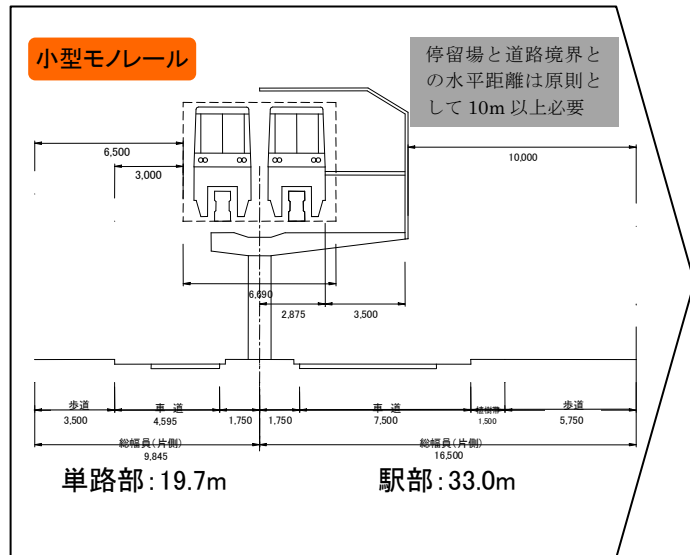 小型モノレール
停留場と道路境界と
の水平距離は原則と
して10m以上必要
6,500
10,000
3,000
6,690
2,875
3,500
歩道
車 道
車 道
植樹帯
歩道
3,500
4,595
1,750
1,750
7,500
1,500
5,750
総幅員(片側)
総幅員(片側)
9,845
16,500
単路部:19.7m
駅部:33.0m